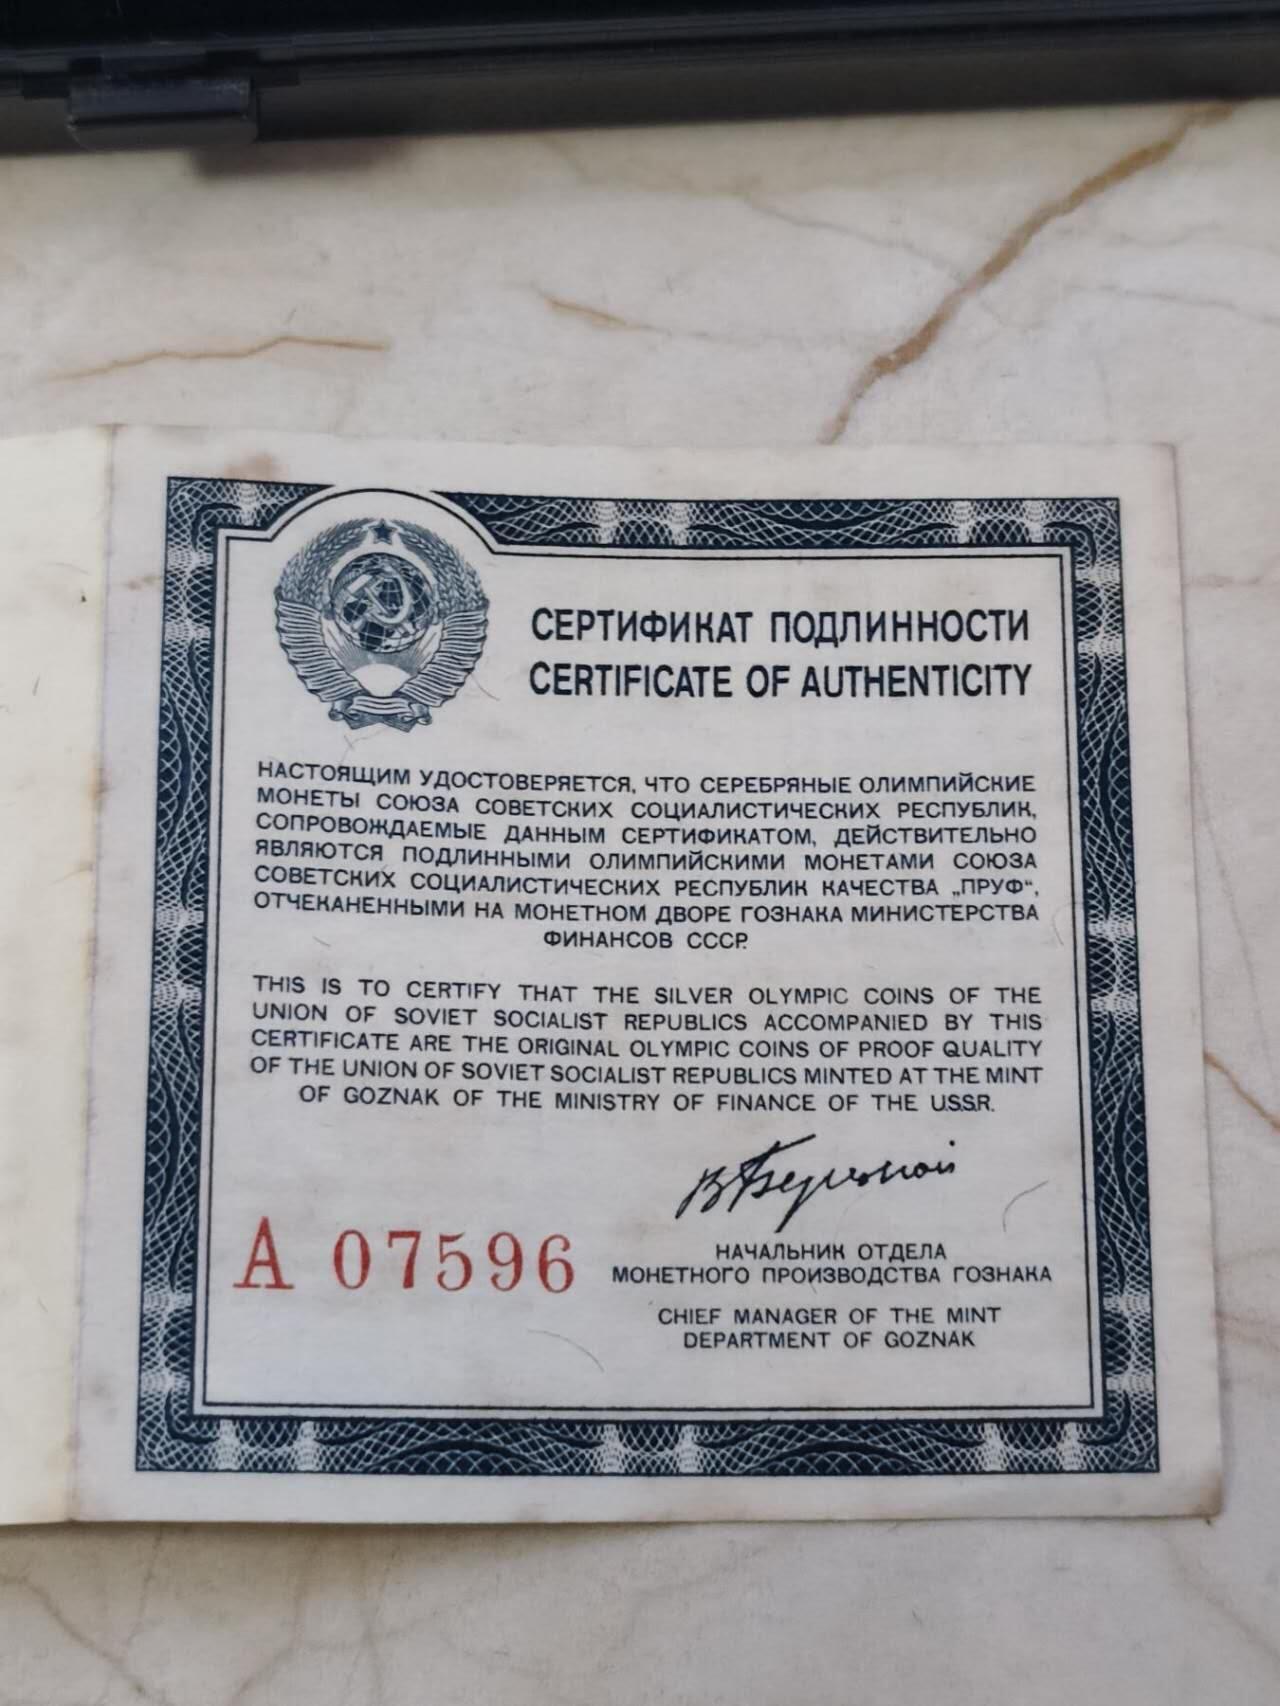 СЕРТИФИКАТ ПОДЛИННОСТИ
CERTIFICATE OF AUTHENTICITY
НАСТОЯЩИМ УДОСТОВЕРЯЕТСЯ, ЧТО СЕРЕБРЯНЫЕ ОЛИМПИЙСКИЕ
МОНЕТЫ СОЮЗА СОВЕТСКИХ СОЦИАЛИСТИЧЕСКИХ РЕСПУБЛИК,
СОПРОВОЖДАЕМЫЕ ДАННЫМ СЕРТИФИКАТОМ, ДЕЙСТВИТЕЛЬНО
ЯВЛЯЮТСЯ ПОДЛИННЫМИ ОЛИМПИЙСКИМИ МОНЕТАМИ СОЮЗА
СОВЕТСКИХ СОЦИАЛИСТИЧЕСКИХ РЕСПУБЛИК КАЧЕСТВА „ПРУФ“,
ОТЧЕКАНЕННЫМИ НА МОНЕТНОМ ДВОРЕ ГОЗНАКА МИНИСТЕРСТВА
ФИНАНСОВ СССР.
THIS IS TO CERTIFY THAT THE SILVER OLYMPIC COINS OF THE
UNION OF SOVIET SOCIALIST REPUBLICS ACCOMPANIED BY THIS
CERTIFICATE ARE THE ORIGINAL OLYMPIC COINS OF PROOF QUALITY
OF THE UNION OF SOVIET SOCIALIST REPUBLICS MINTED AT THE MINT
OF GOZNAK OF THE MINISTRY OF FINANCE OF THE U.S.S.R.
А 07596
НАЧАЛЬНИК ОТДЕЛА
МОНЕТНОГО ПРОИЗВОДСТВА ГОЗНАКА
CHIEF MANAGER OF THE MINT
DEPARTMENT OF GOZNAK